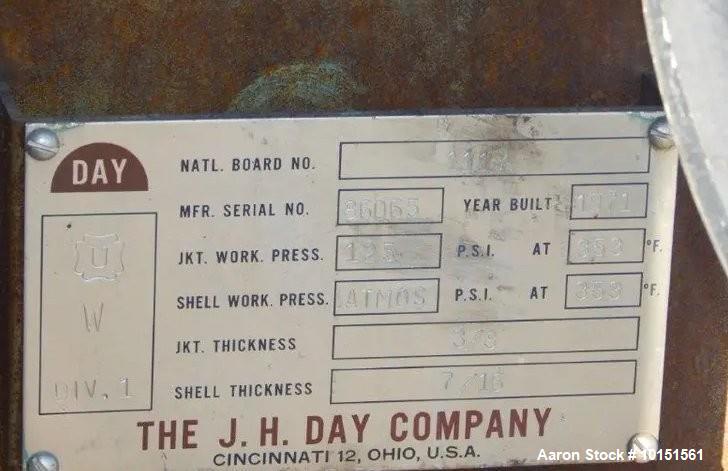 DAY
NATL. BOARD NO.
MFR. SERIAL NO. 86065 YEAR BUILT 1971
JKT. WORK. PRESS. 125 P.S.I. AT 353 °F.
SHELL WORK. PRESS. ATMOS P.S.I. AT 353 °F.
JKT. THICKNESS 3/8
SHELL THICKNESS 7/16
U
W
DIV. 1
THE J. H. DAY COMPANY
CINCINNATI 12, OHIO, U.S.A.
Aaron Stock# 10151561